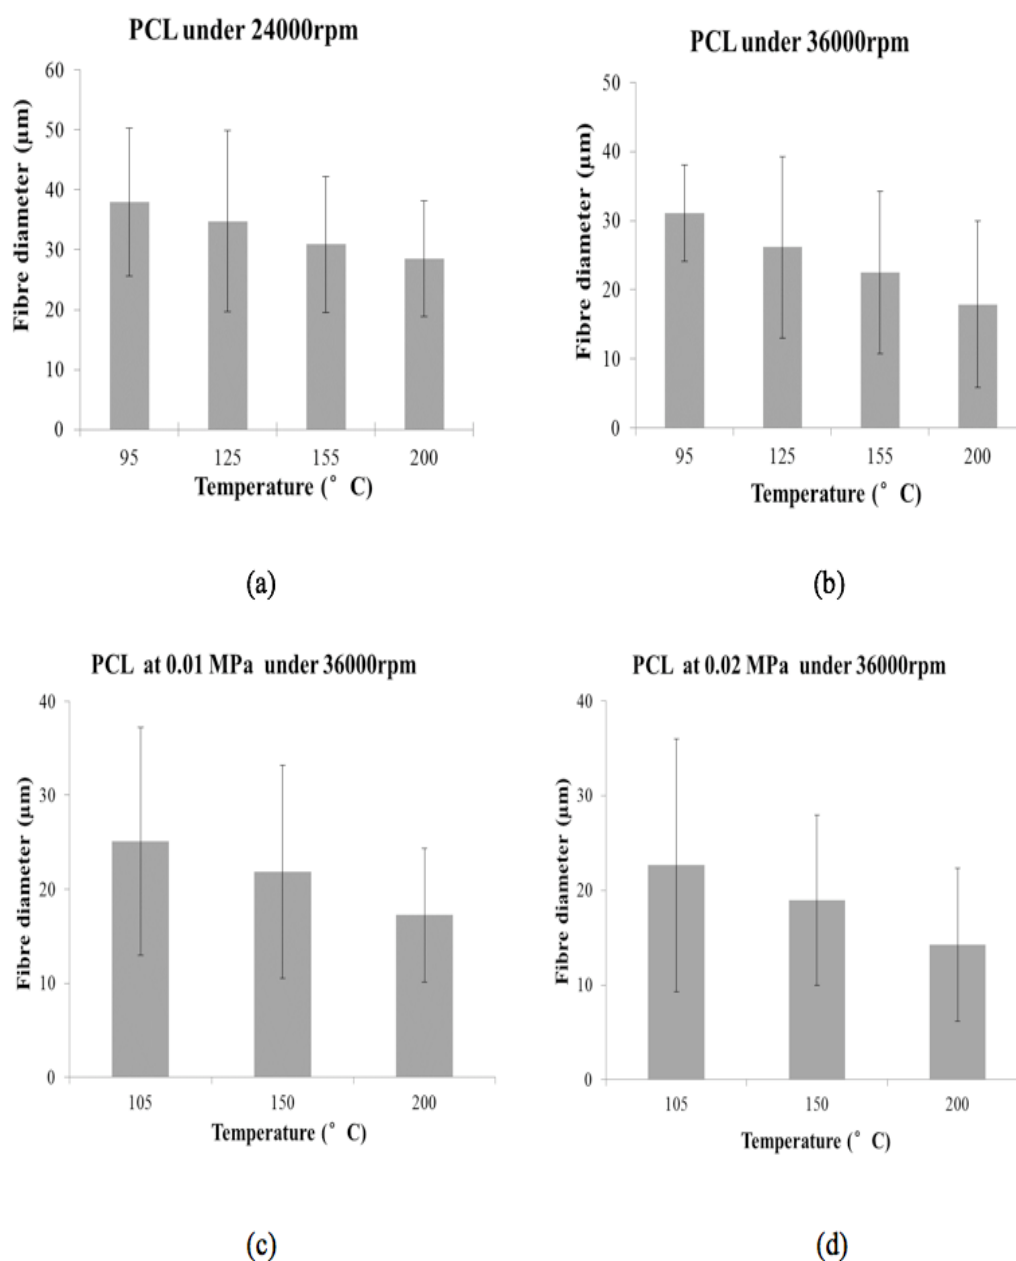 PCL under 24000rpm
Fibre diameter (μm)
60
50
40
30
20
10
0
95 125 155 200
Temperature (° C)
(a)
PCL under 36000rpm
Fibre diameter (μm)
50
40
30
20
10
0
95 125 155 200
Temperature (° C)
(b)
PCL at 0.01 MPa under 36000rpm
Fibre diameter (μm)
40
30
20
10
0
105 150 200
Temperature (° C)
(c)
PCL at 0.02 MPa under 36000rpm
Fibre diameter (μm)
40
30
20
10
0
105 150 200
Temperature (° C)
(d)